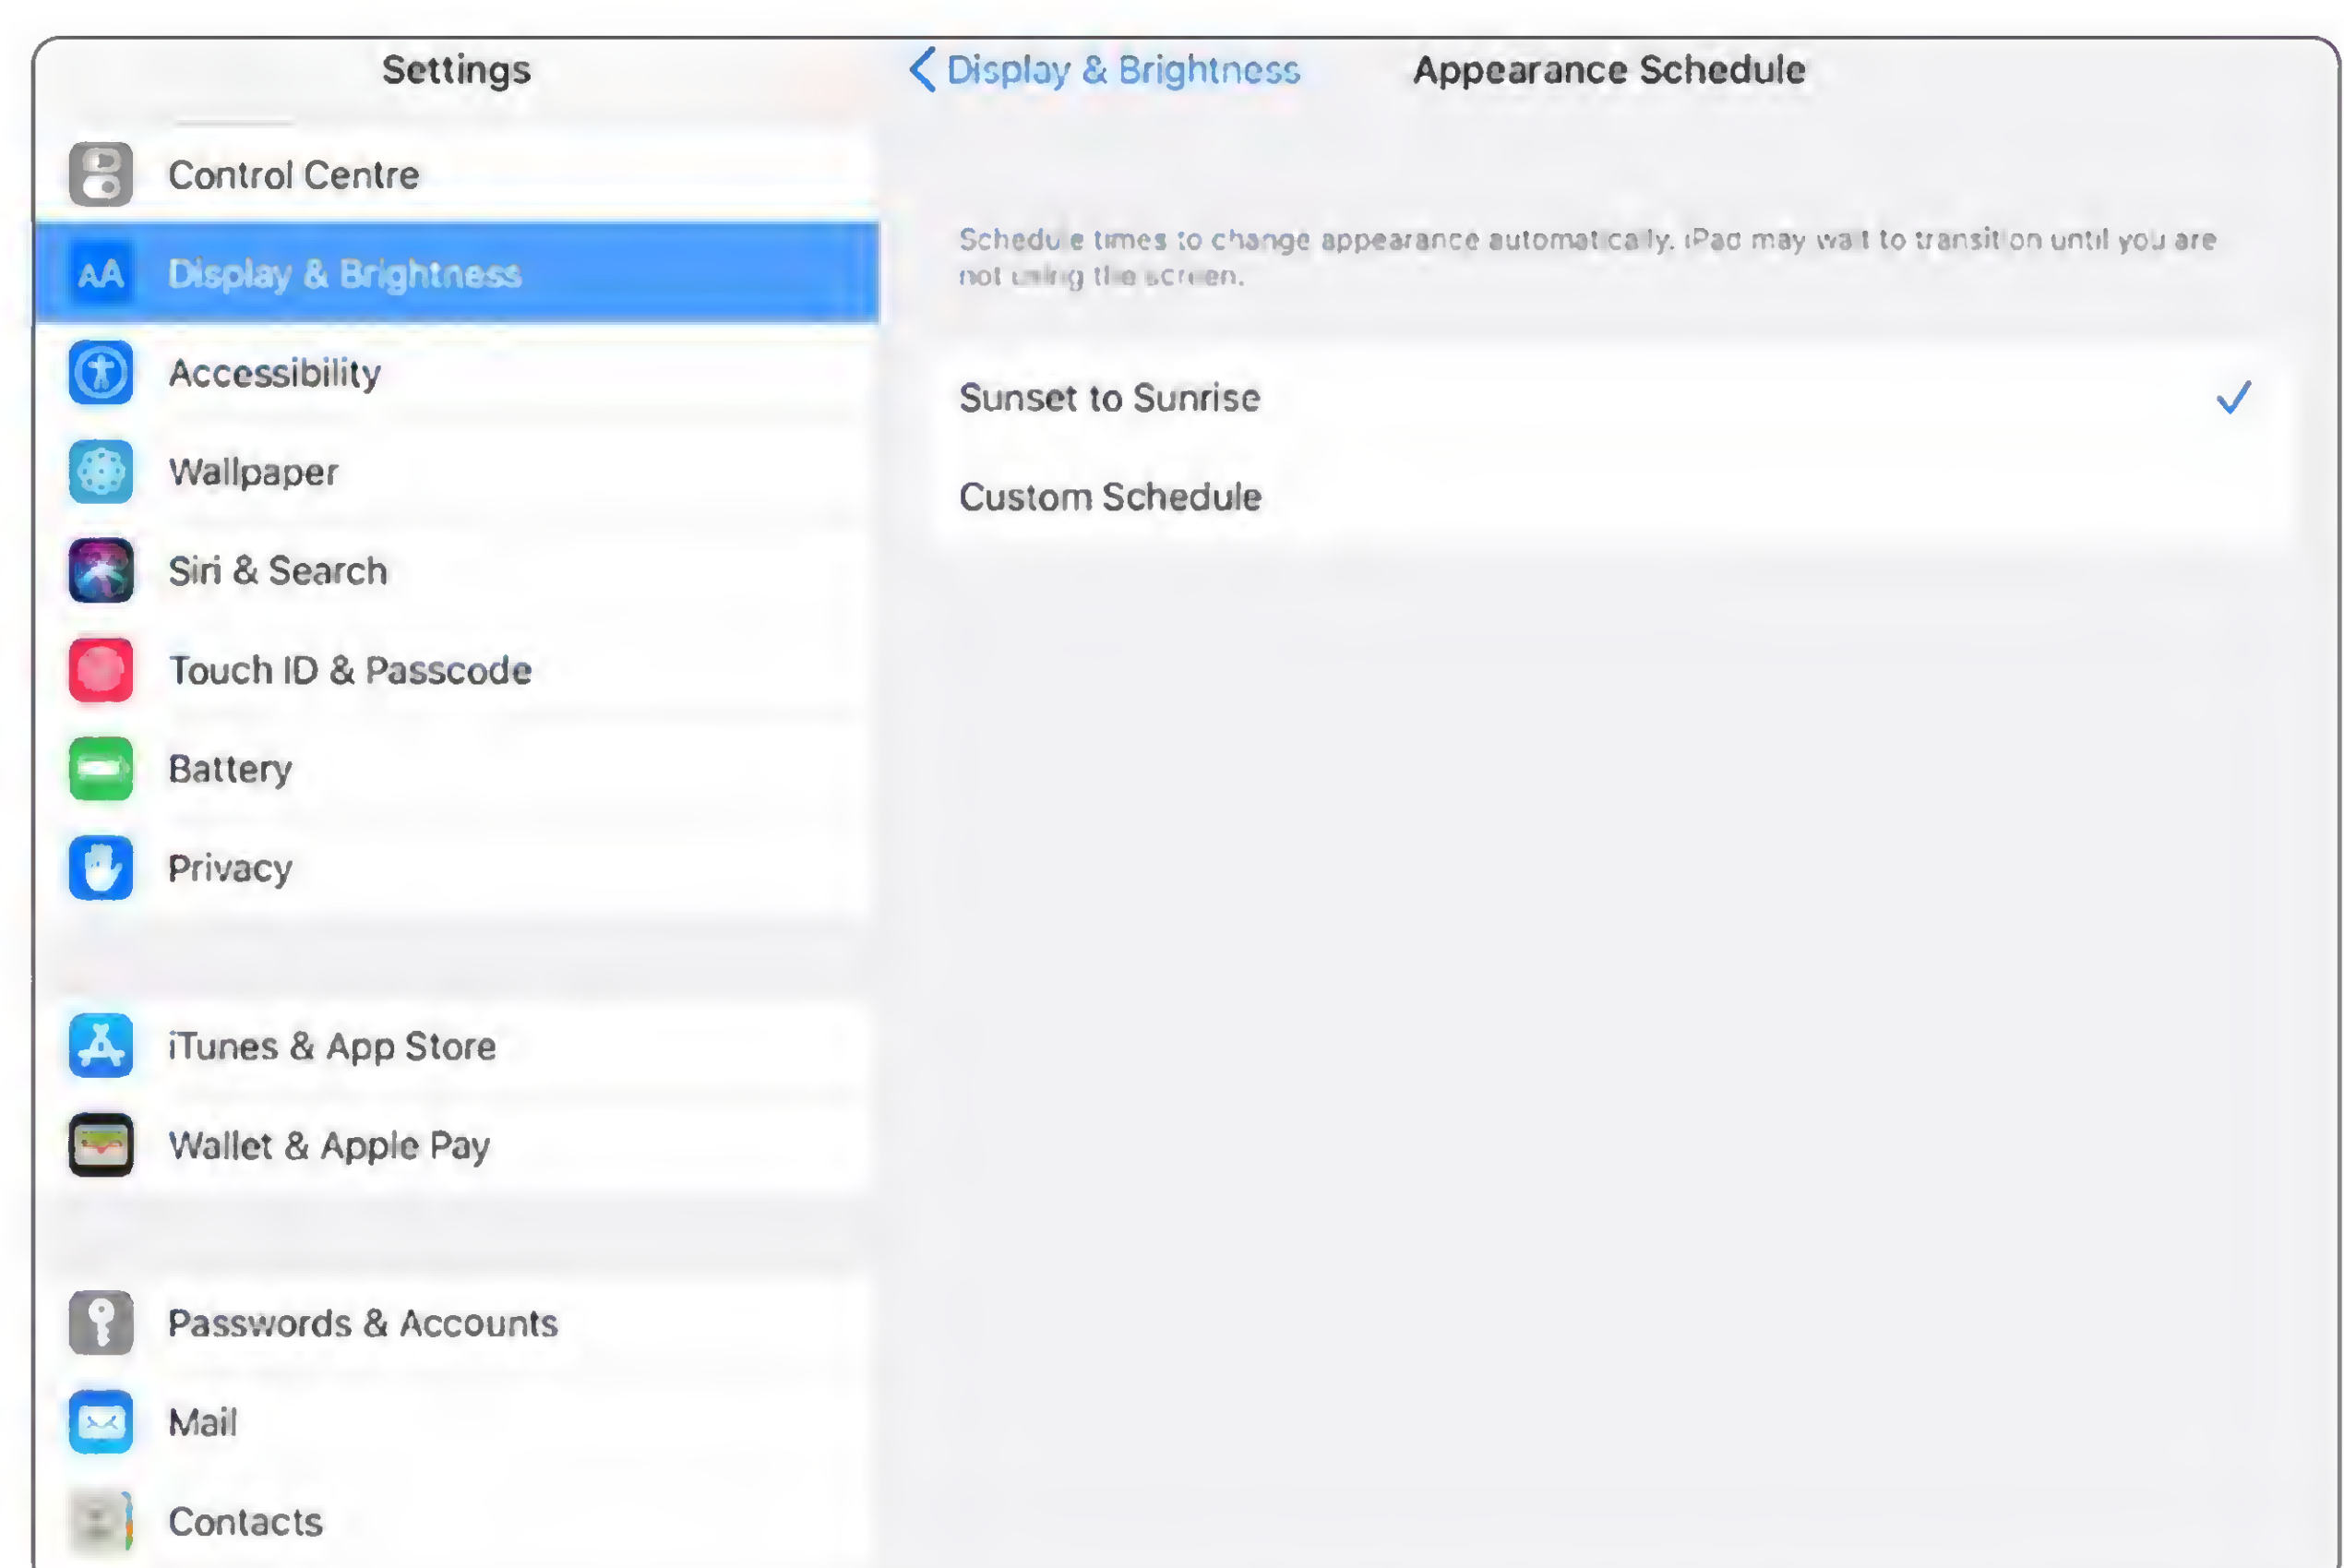 Settings
Control Centre
AA Display & Brightness
Accessibility
Wallpaper
Siri & Search
Touch ID & Passcode
Battery
Privacy
iTunes & App Store
Wallet & Apple Pay
Passwords & Accounts
Mail
Contacts
Display & Brightness
Appearance Schedule
Schedule times to change appearance automatically. iPad may wait to transition until you are
not using the screen.
Sunset to Sunrise
Custom Schedule